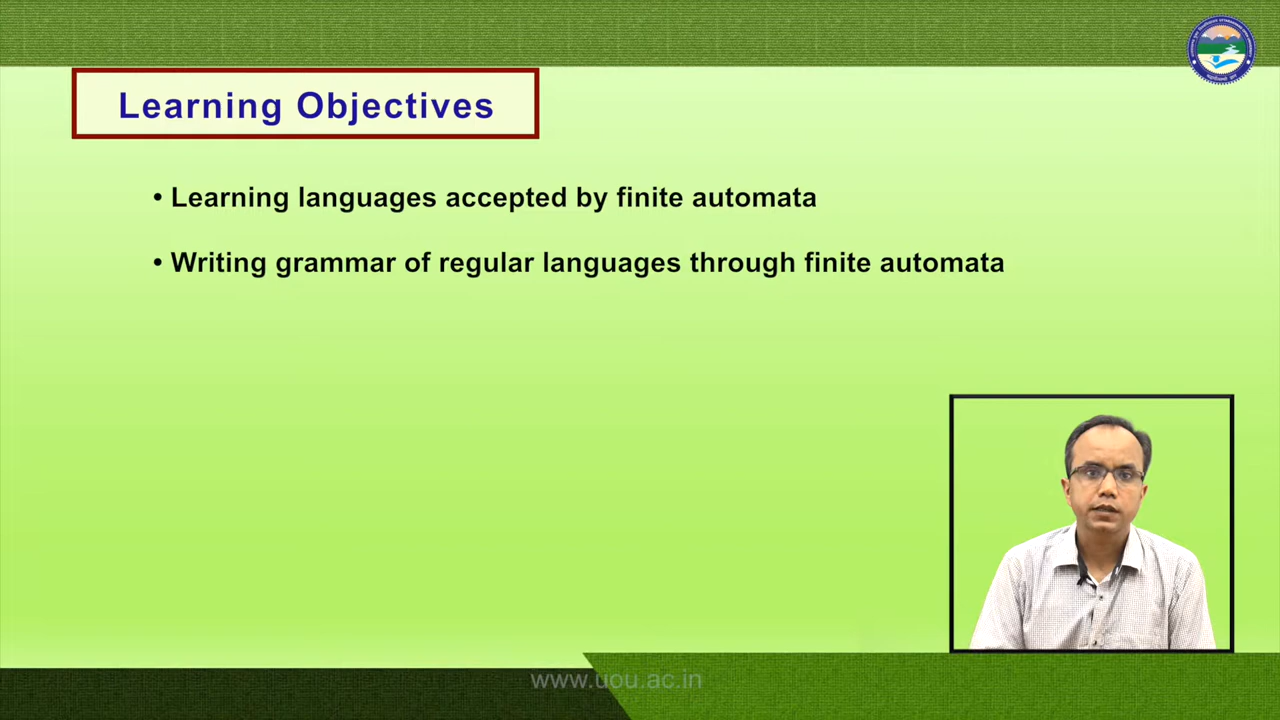 Learning Objectives
• Learning languages accepted by finite automata
• Writing grammar of regular languages through finite automata
www.uou.ac.in